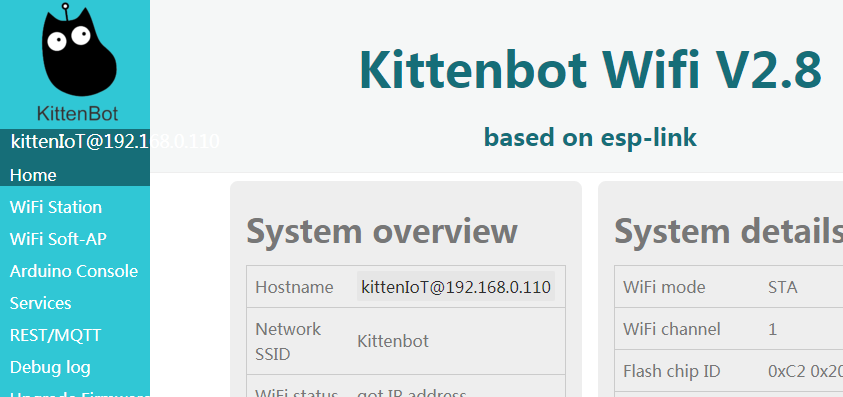 KittenBot
kittenIoT@192.168.0.110
Home
WiFi Station
WiFi Soft-AP
Arduino Console
Services
REST/MQTT
Debug log
Upgrade Firmware
Kittenbot Wifi V2.8
based on esp-link
System overview
Hostname kittenIoT@192.168.0.110
Network
SSID Kittenbot
WiFi status got IP address
System details
WiFi mode STA
WiFi channel 1
Flash chip ID 0xC2 0x20